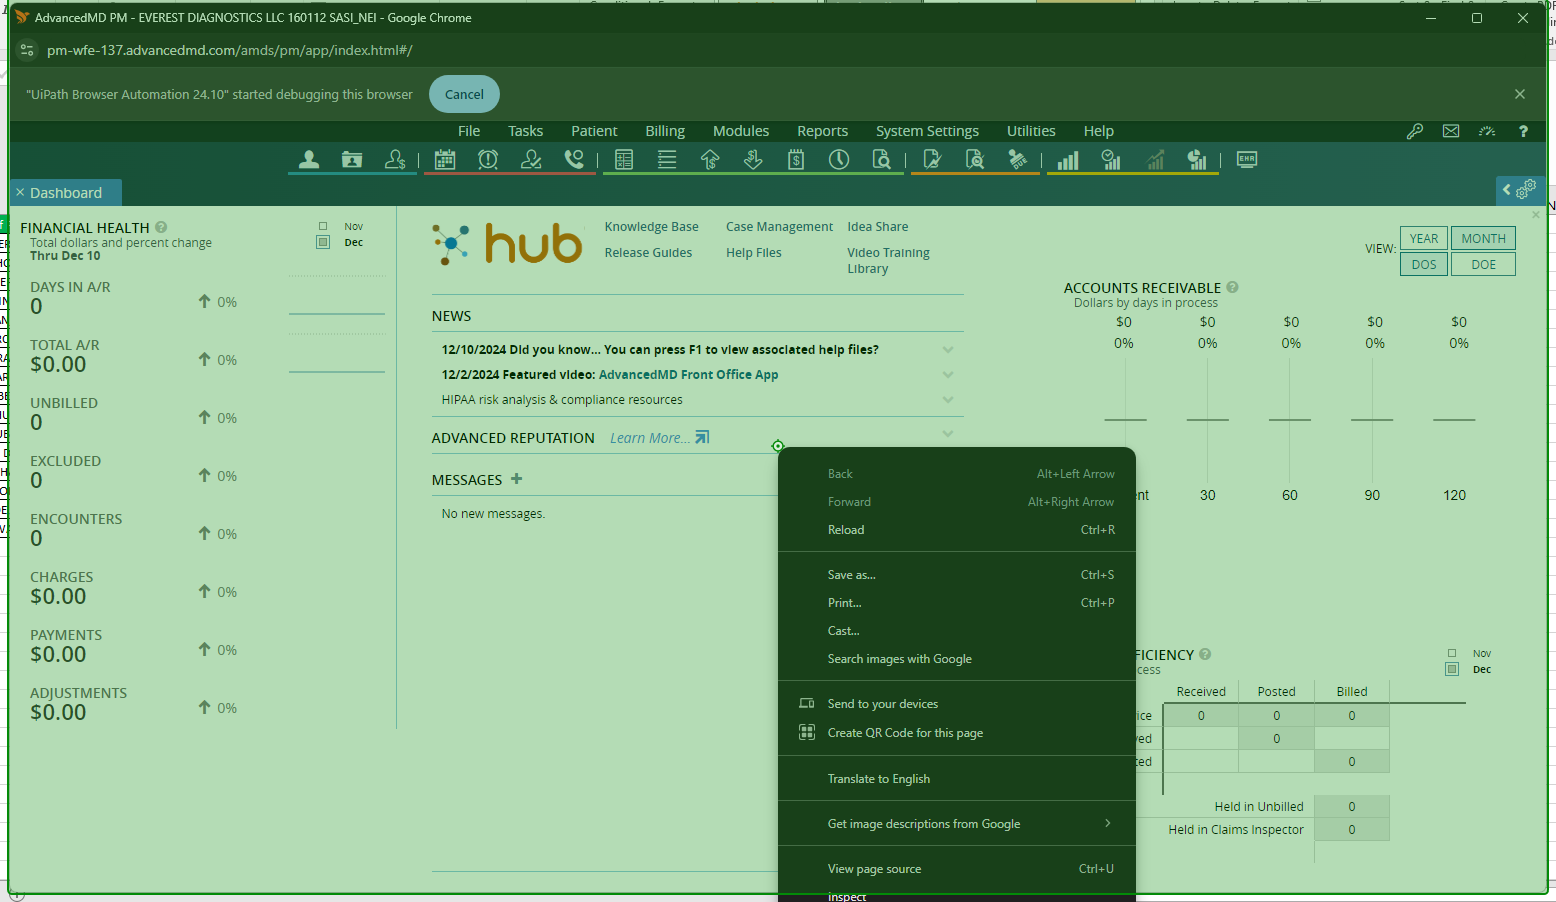 AdvancedMD PM - EVEREST DIAGNOSTICS LLC 160112 SASI_NEI - Google Chrome
pm-wfe-137.advancedmd.com/amds/pm/app/index.html#/
"UiPath Browser Automation 24.10" started debugging this browser Cancel
File Tasks Patient Billing Modules Reports System Settings Utilities Help
EHR
Dashboard
FINANCIAL HEALTH
Total dollars and percent change
Thru Dec 10
Nov
Dec
DAYS IN A/R
0 0%
TOTAL A/R
$0.00 0%
UNBILLED
0 0%
EXCLUDED
0 0%
ENCOUNTERS
0 0%
CHARGES
$0.00 0%
PAYMENTS
$0.00 0%
ADJUSTMENTS
$0.00 0%
hub
Knowledge Base Case Management Idea Share
Release Guides Help Files Video Training
Library
NEWS
12/10/2024 Did you know... You can press F1 to view associated help files?
12/2/2024 Featured video: AdvancedMD Front Office App
HIPAA risk analysis & compliance resources
ADVANCED REPUTATION Learn More...
MESSAGES
No new messages.
Back Alt+Left Arrow
Forward Alt+Right Arrow
Reload Ctrl+R
Save as... Ctrl+S
Print... Ctrl+P
Cast...
Search images with Google
Send to your devices
Create QR Code for this page
Translate to English
Get image descriptions from Google
View page source Ctrl+U
Inspect
VIEW: YEAR MONTH
DOS DOE
ACCOUNTS RECEIVABLE
Dollars by days in process
$0 $0 $0 $0 $0
0% 0% 0% 0% 0%
ent 30 60 90 120
FICIENCY
cess
Nov
Dec
Received Posted Billed
ice 0 0 0
ved 0
ted 0
Held in Unbilled 0
Held in Claims Inspector 0